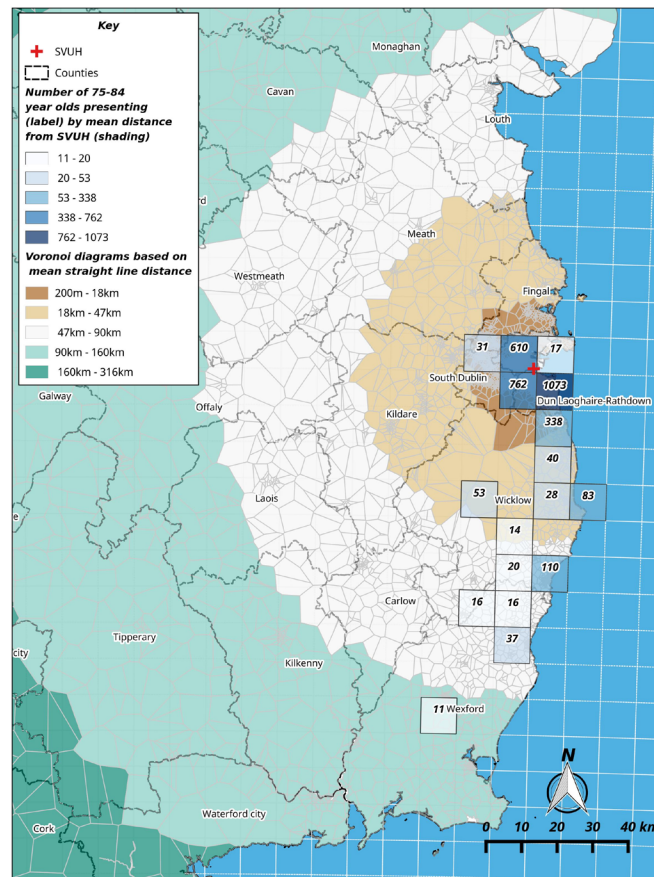 Key
SVUH
Counties
Number of 75-84
year olds presenting
(label) by mean distance
from SVUH (shading)
11 - 20
20 - 53
53 - 338
338 - 762
762 - 1073
Voronoi diagrams based on
mean straight line distance
200m - 18km
18km - 47km
47km - 90km
90km - 160km
160km - 316km
Monaghan
Cavan
Louth
rd
Meath
Westmeath
Fingal
31 610 17
South Dublin
762 1073
Galway
Dun Laoghaire-Rathdown
Offaly
Kildare
338
40
Laois
53 28 83
Wicklow
e
14
20 110
Carlow
16 16
Tipperary
37
city
Kilkenny
11 Wexford
N
Waterford city
Cork
0 10 20 30 40 km